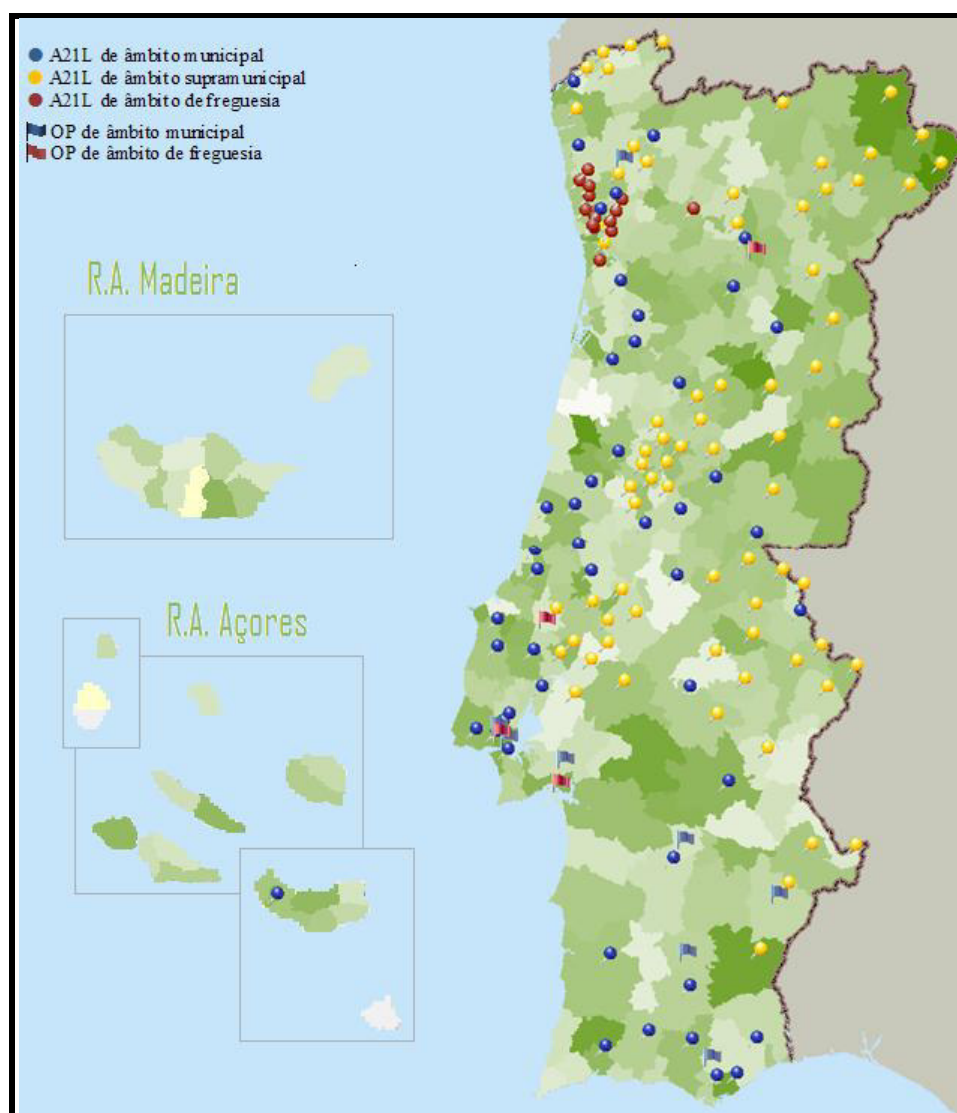 A21L de âmbito municipal
A21L de âmbito supramunicipal
A21L de âmbito de freguesia
OP de âmbito municipal
OP de âmbito de freguesia
R.A. Madeira
R.A. Açores